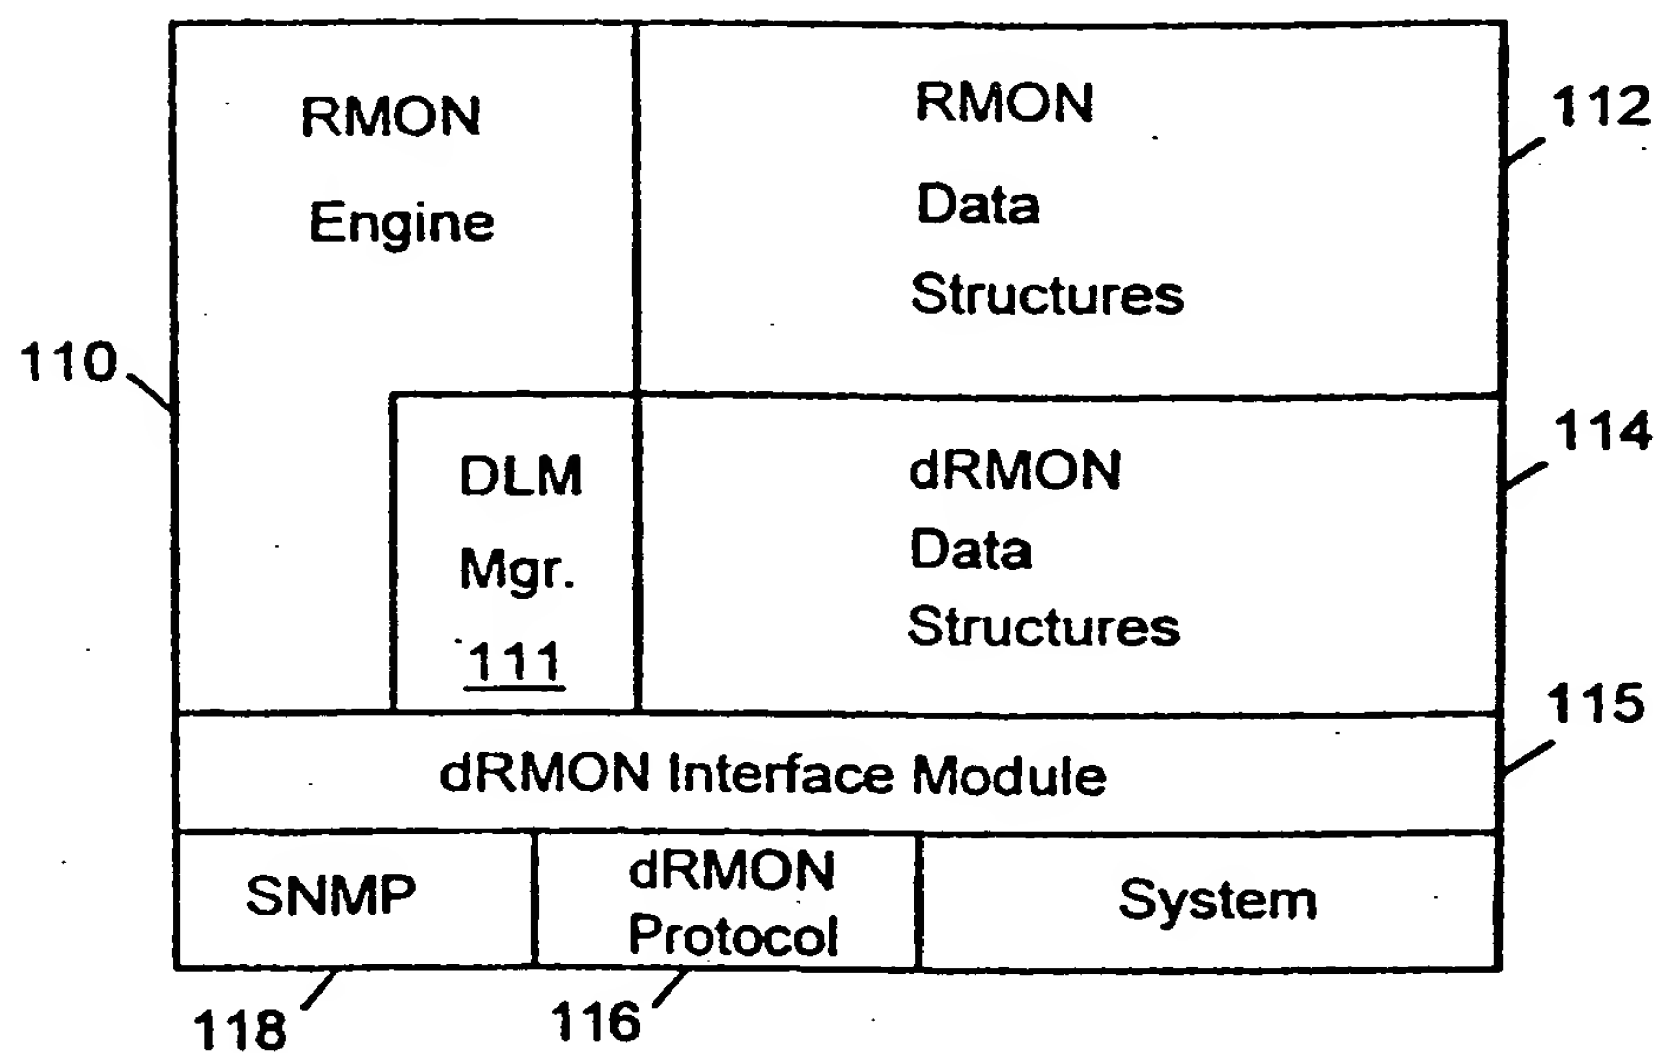 RMON
Engine
RMON
Data
Structures
112
110
DLM
Mgr.
111
dRMON
Data
Structures
114
115
dRMON Interface Module
SNMP
dRMON
Protocol
System
118
116